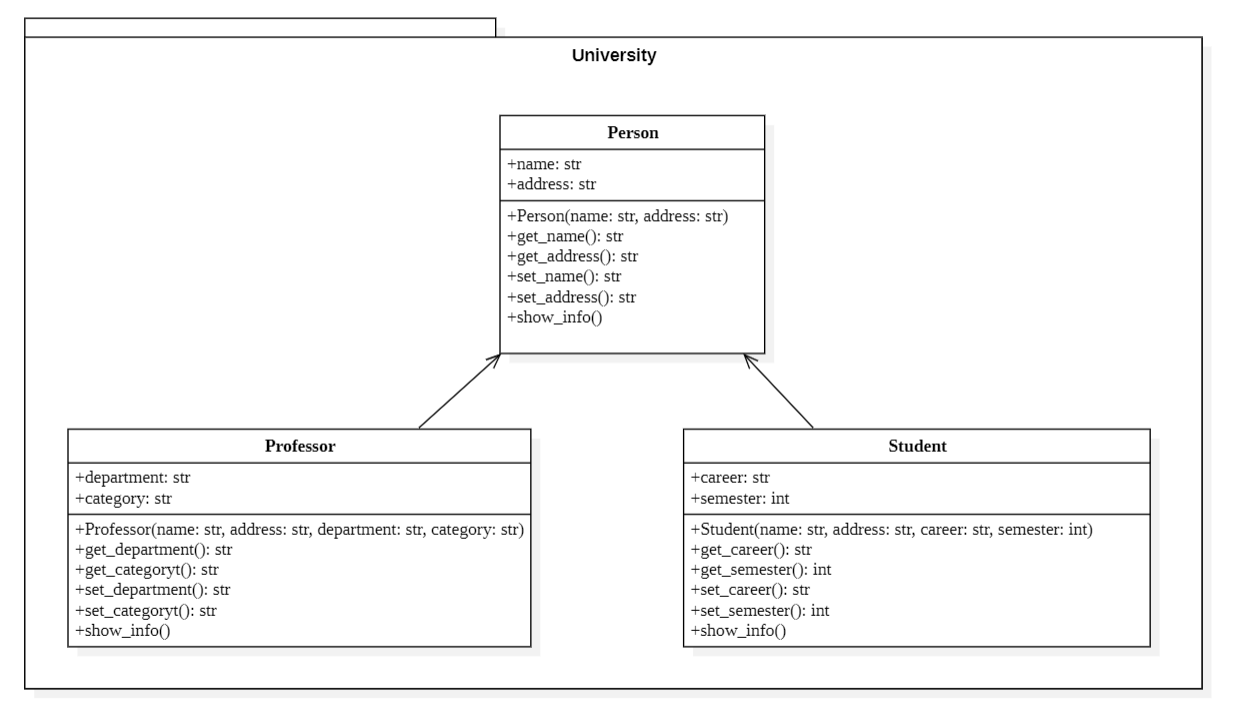 University
Person
+name: str
+address: str
+Person(name: str, address: str)
+get_name(): str
+get_address(): str
+set_name(): str
+set_address(): str
+show_info()
Professor
+department: str
+category: str
+Professor(name: str, address: str, department: str, category: str)
+get_department(): str
+get_categoryt(): str
+set_department(): str
+set_categoryt(): str
+show_info()
Student
+career: str
+semester: int
+Student(name: str, address: str, career: str, semester: int)
+get_career(): str
+get_semester(): int
+set_career(): str
+set_semester(): int
+show_info()